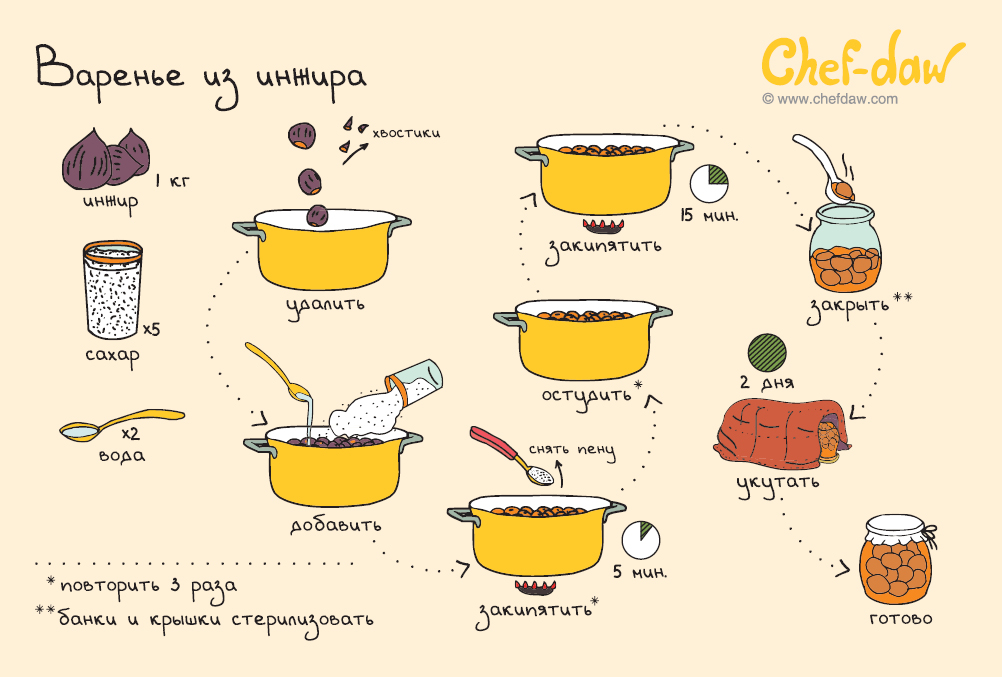 Варенье из инжира
Chef-daw
© www.chefdaw.com
1 кг
инжир
x5
сахар
x2
вода
хвостики
удалить
добавить
снять пену
5 мин.
закипятить*
остудить*
15 мин.
закипятить
закрыть**
2 дня
укутать
готово
*повторить 3 раза
**банки и крышки стерилизовать